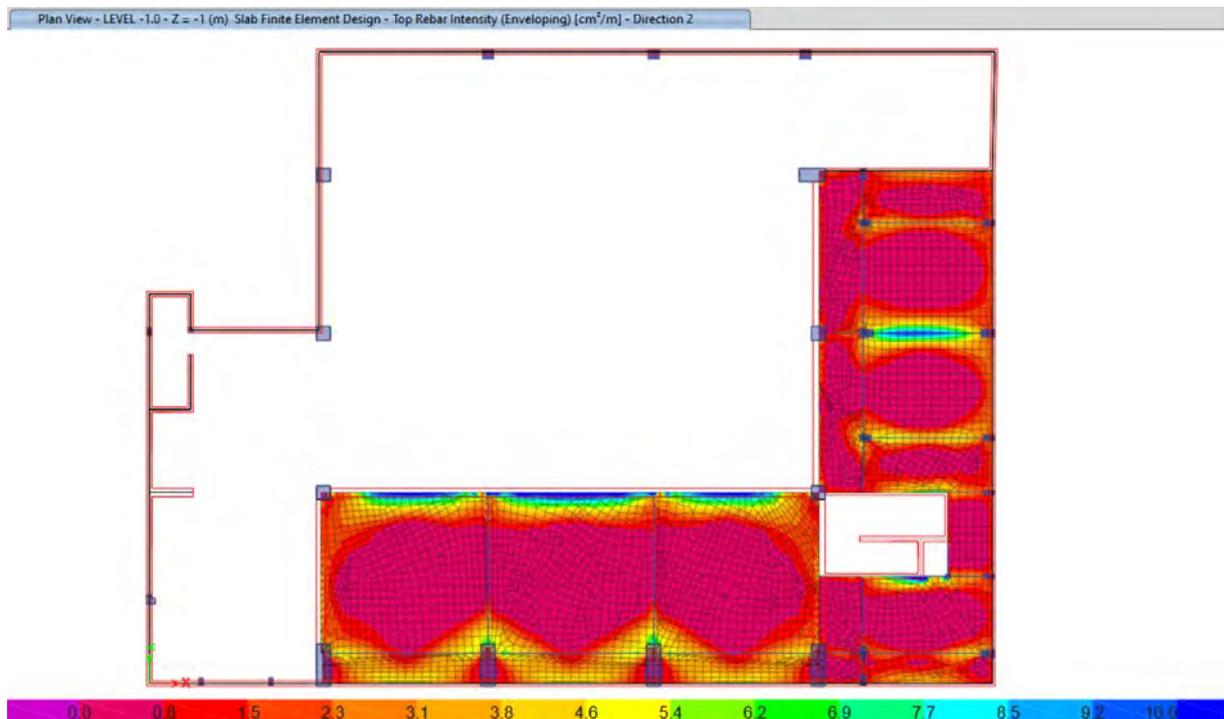 Plan View - LEVEL -1.0 - Z = -1 (m) Slab Finite Element Design - Top Rebar Intensity (Enveloping) [cm²/m] - Direction 2
X
0.0 0.8 1.5 2.3 3.1 3.8 4.6 5.4 6.2 6.9 7.7 8.5 9.2 10.0